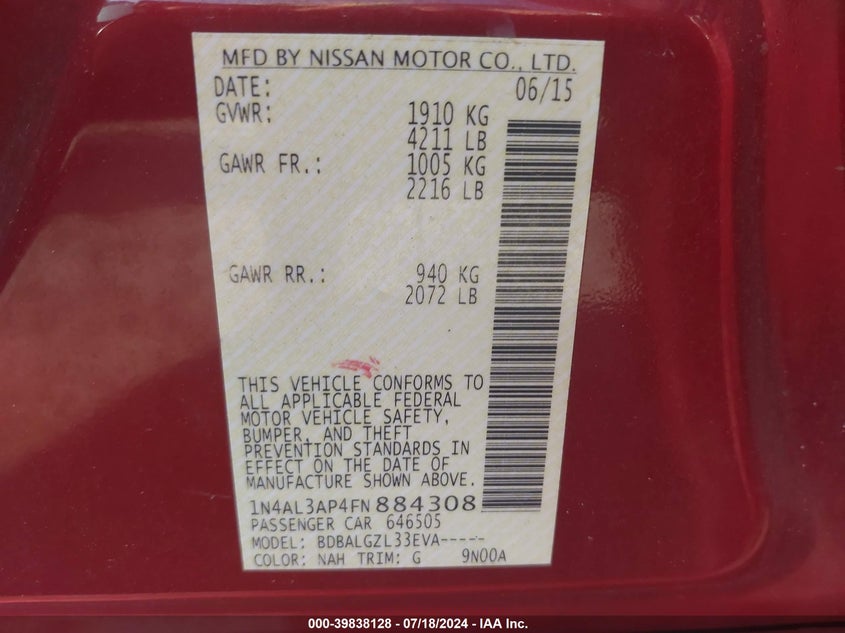 MFD BY NISSAN MOTOR CO., LTD.
DATE: 06/15
GVWR: 1910 KG
4211 LB
GAWR FR.: 1005 KG
2216 LB
GAWR RR.: 940 KG
2072 LB
THIS VEHICLE CONFORMS TO
ALL APPLICABLE FEDERAL
MOTOR VEHICLE SAFETY,
BUMPER, AND THEFT
PREVENTION STANDARDS IN
EFFECT ON THE DATE OF
MANUFACTURE SHOWN ABOVE.
1N4AL3AP4FN884308
PASSENGER CAR 646505
MODEL: BDBALGZL33EVA-----
COLOR: NAH TRIM: G 9N00A
000-39838128 - 07/18/2024 - IAA Inc.